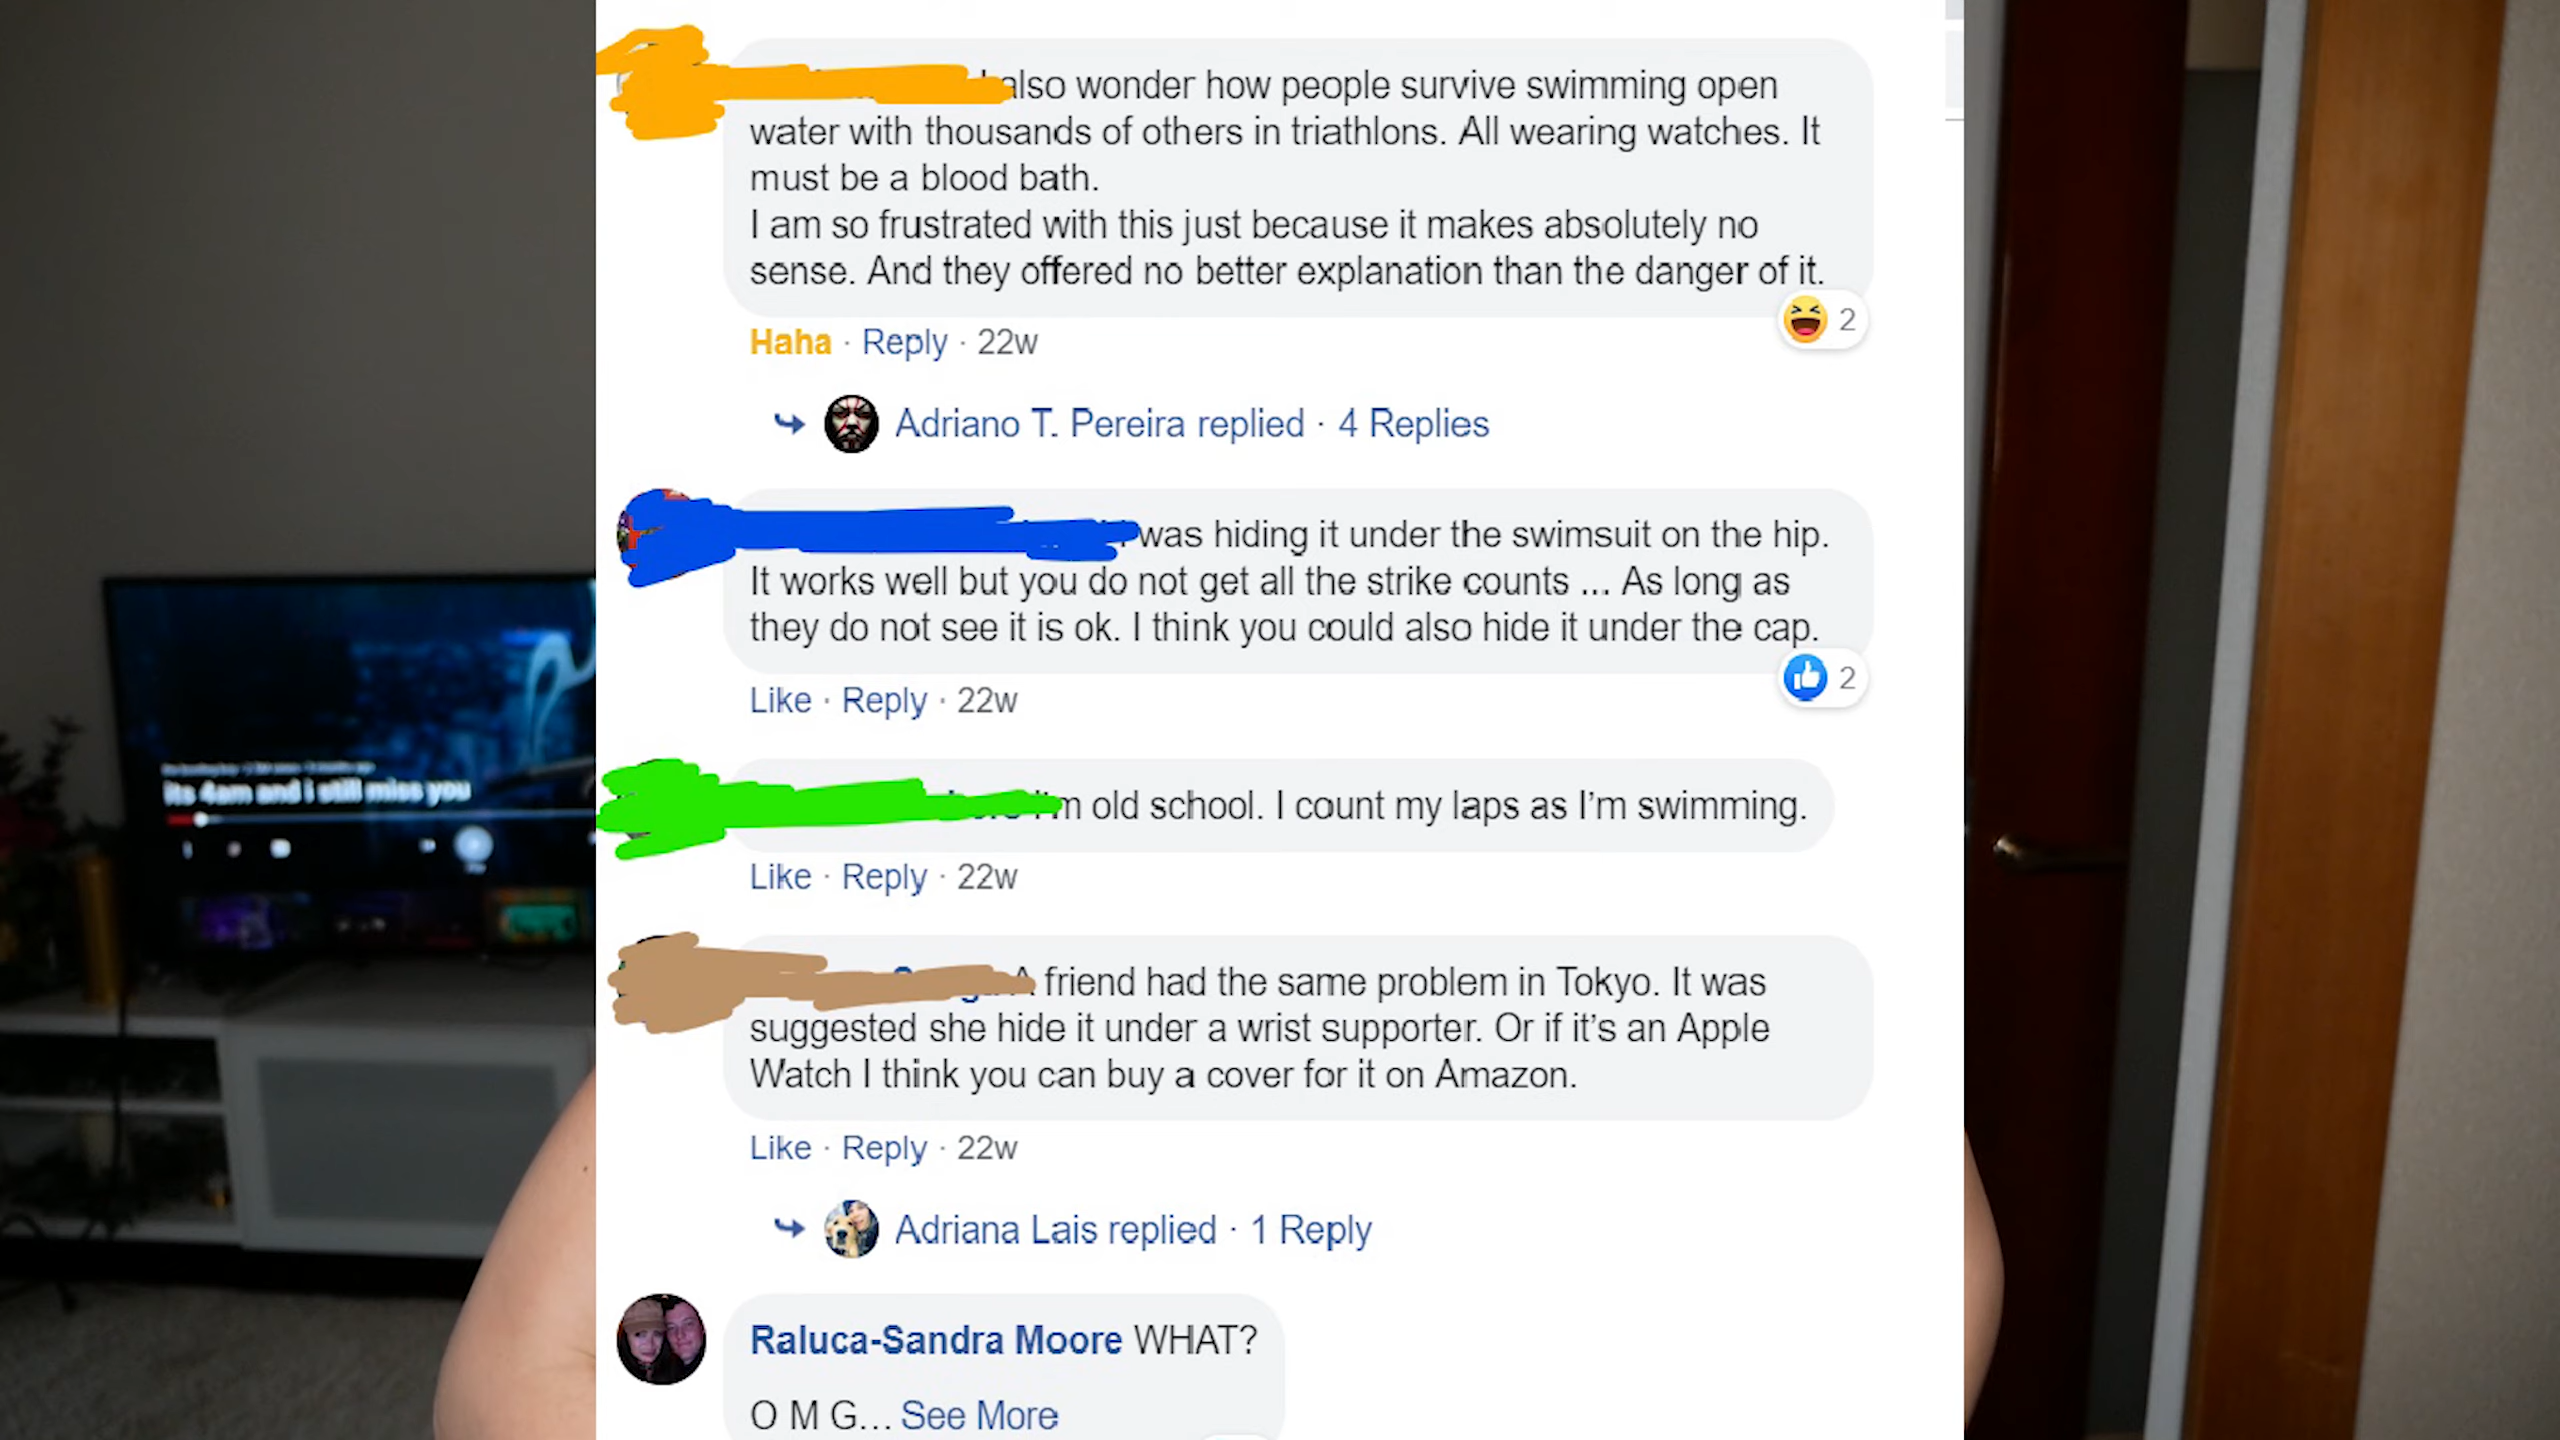 also wonder how people survive swimming open
water with thousands of others in triathlons. All wearing watches. It
must be a blood bath.
I am so frustrated with this just because it makes absolutely no
sense. And they offered no better explanation than the danger of it.
2
Haha · Reply · 22w
Adriano T. Pereira replied · 4 Replies
was hiding it under the swimsuit on the hip.
It works well but you do not get all the strike counts ... As long as
they do not see it is ok. I think you could also hide it under the cap.
2
Like · Reply · 22w
its 4am and i still miss you
I'm old school. I count my laps as I'm swimming.
Like · Reply · 22w
A friend had the same problem in Tokyo. It was
suggested she hide it under a wrist supporter. Or if it's an Apple
Watch I think you can buy a cover for it on Amazon.
Like · Reply · 22w
Adriana Lais replied · 1 Reply
Raluca-Sandra Moore WHAT?
O M G... See More